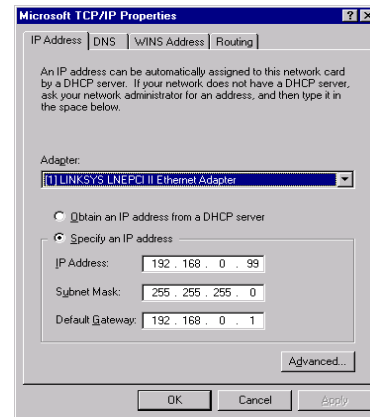 Microsoft TCP/IP Properties
IP Address DNS WINS Address Routing
An IP address can be automatically assigned to this network card
by a DHCP server. If your network does not have a DHCP server,
ask your network administrator for an address, and then type it in
the space below.
Adapter:
[1] LINKSYS LNEPCI II Ethernet Adapter
Obtain an IP address from a DHCP server
Specify an IP address
IP Address: 192 . 168 . 0 . 99
Subnet Mask: 255 . 255 . 255 . 0
Default Gateway: 192 . 168 . 0 . 1
Advanced...
OK Cancel Apply